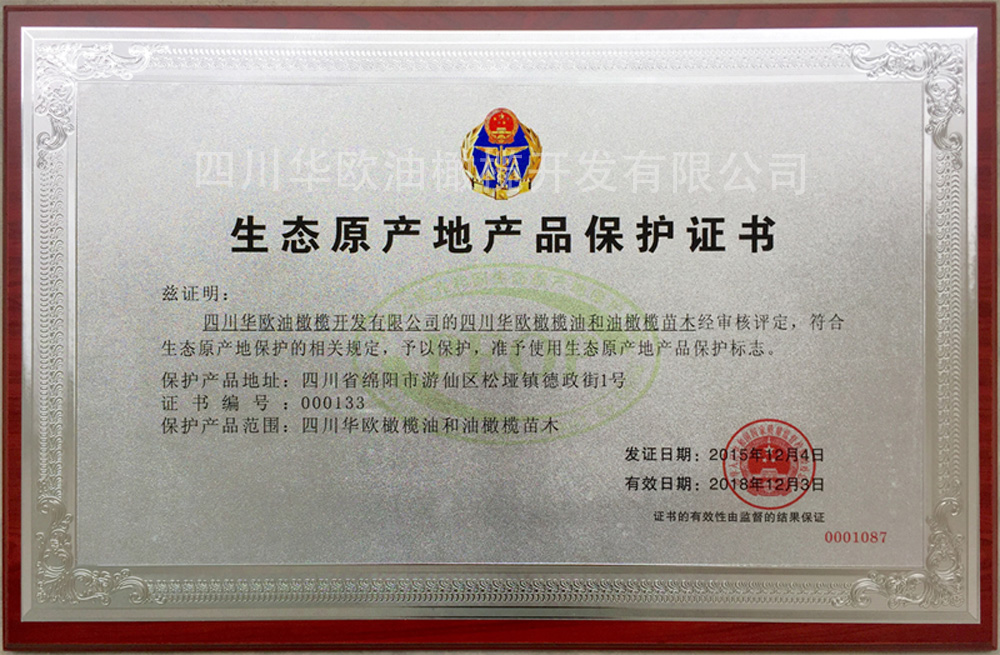 四川华欧油橄榄开发有限公司
生态原产地产品保护证书
兹证明：
四川华欧油橄榄开发有限公司的四川华欧橄榄油和油橄榄苗木经审核评定，符合
生态原产地保护的相关规定，予以保护，准予使用生态原产地产品保护标志。
保护产品地址：四川省绵阳市游仙区松垭镇德政街1号
证书编号：000133
保护产品范围：四川华欧橄榄油和油橄榄苗木
发证日期：2015年12月4日
有效日期：2018年12月3日
证书的有效性由监督的结果保证
0001087